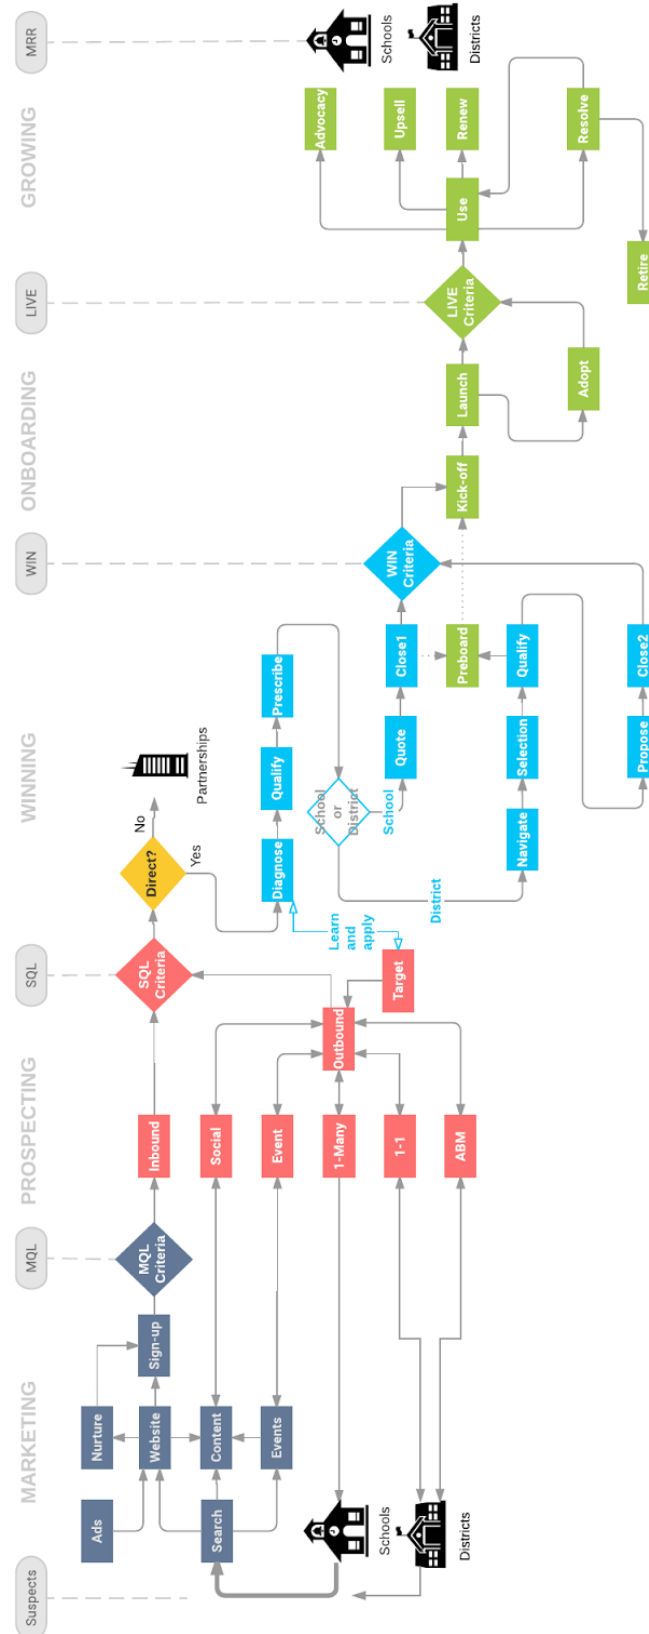 Suspects
MQL
SQL
WIN
LIVE
MRR
MARKETING
PROSPECTING
WINNING
ONBOARDING
GROWING
Ads
Nurture
Website
Sign-up
Search
Content
Events
Schools
Districts
MQL
Criteria
Inbound
Social
Event
1-Many
1-1
ABM
Outbound
Target
SQL
Criteria
Direct?
No
Yes
Partnerships
Learn
and
apply
Diagnose
Qualify
Prescribe
School
or
District
School
District
Quote
Close1
Navigate
Selection
Qualify
Propose
Close2
Preboard
WIN
Criteria
Kick-off
Launch
Adopt
LIVE
Criteria
Use
Advocacy
Upsell
Renew
Resolve
Retire
Schools
Districts